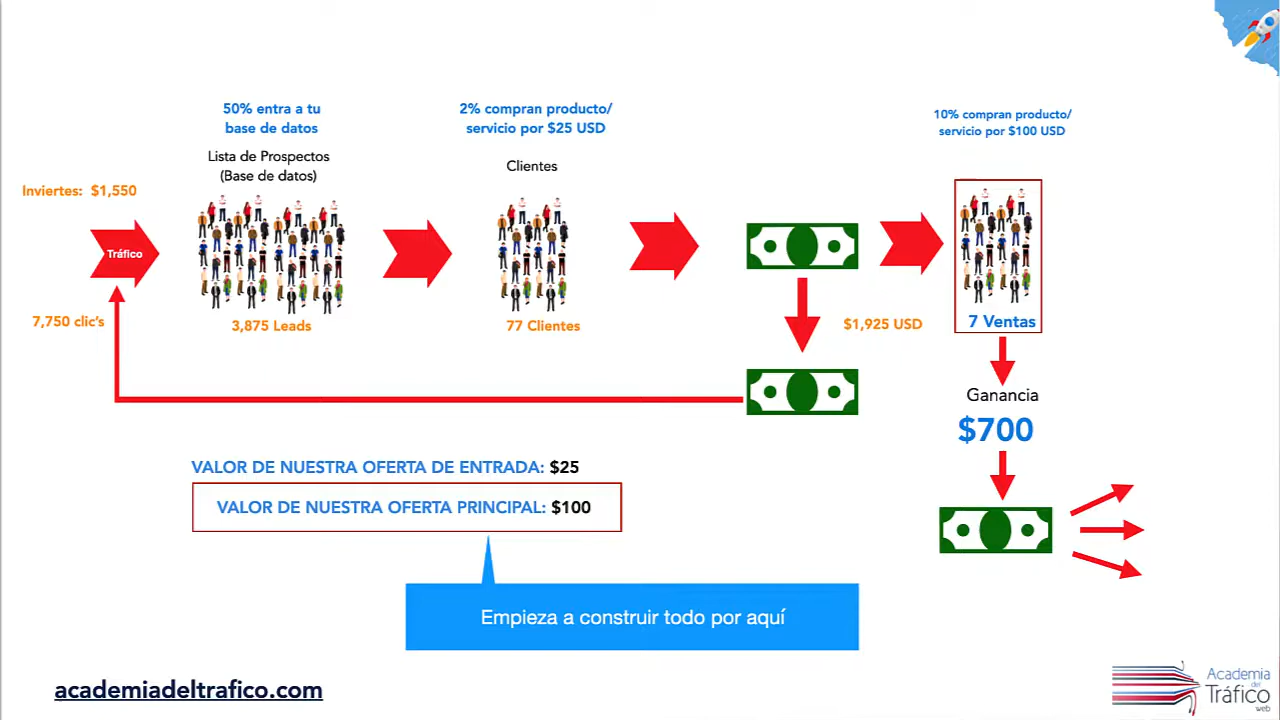 50% entra a tu
base de datos
2% compran producto/
servicio por $25 USD
10% compran producto/
servicio por $100 USD
Lista de Prospectos
(Base de datos)
Clientes
Inviertes: $1,550
Tráfico
7,750 clic's
3,875 Leads
77 Clientes
$1,925 USD
7 Ventas
Ganancia
$700
VALOR DE NUESTRA OFERTA DE ENTRADA: $25
VALOR DE NUESTRA OFERTA PRINCIPAL: $100
Empieza a construir todo por aquí
academiadeltrafico.com
Academia
del
Tráfico
web